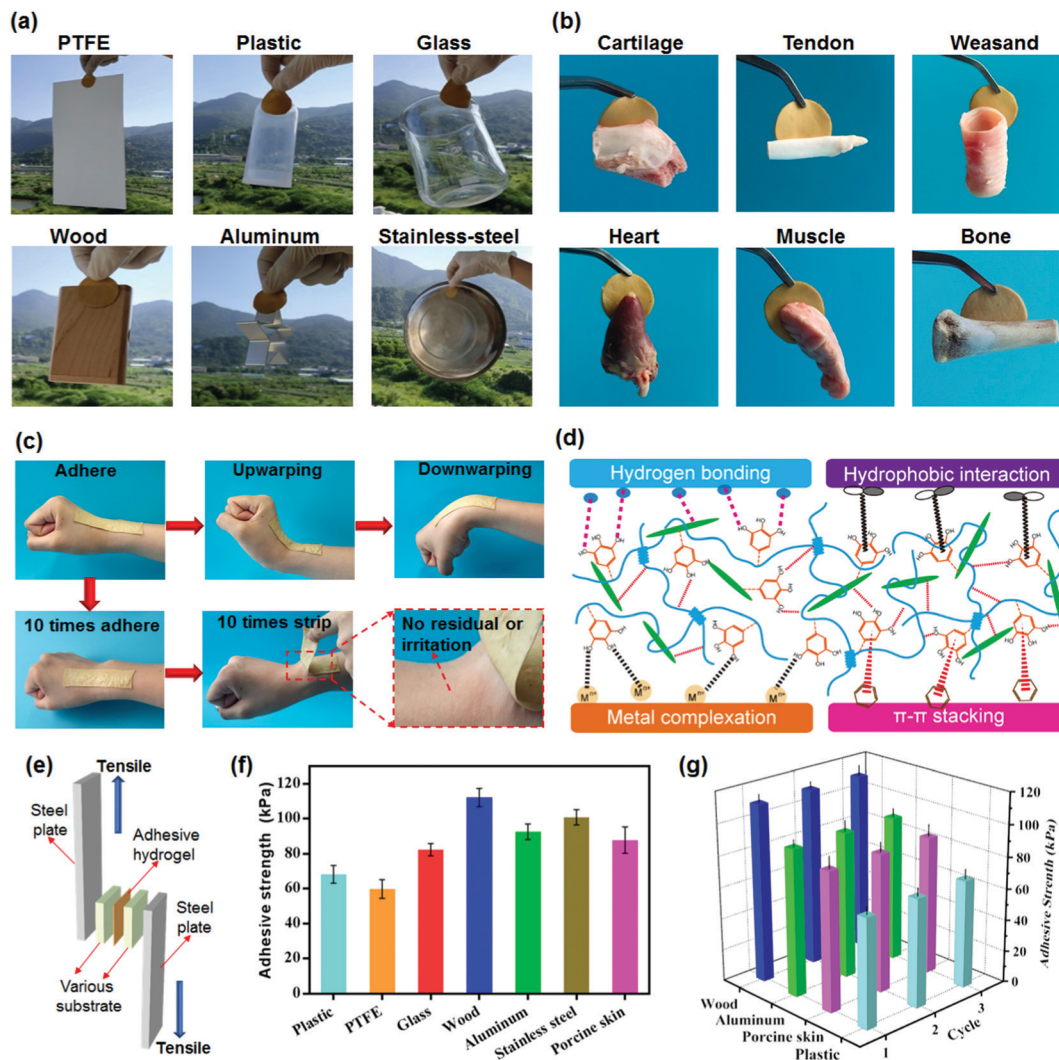 (a)
PTFE Plastic Glass
Wood Aluminum Stainless-steel
(b)
Cartilage Tendon Weasand
Heart Muscle Bone
(c)
Adhere Upwarping Downwarping
10 times adhere 10 times strip No residual or
irritation
(d)
Hydrogen bonding Hydrophobic interaction
Metal complexation π-π stacking
(e)
Tensile
Steel
plate
Adhesive
hydrogel
Steel
plate
Various
substrate
Tensile
(f)
Adhesive strength (kPa)
120
100
80
60
40
20
0
Plastic PTFE Glass Wood Aluminum Stainless steel Porcine skin
(g)
120
100
80
60
40
20
0
Adhesive Strenth (kPa)
Wood
Aluminum
Porcine skin
Plastic
1 2 3
Cycle